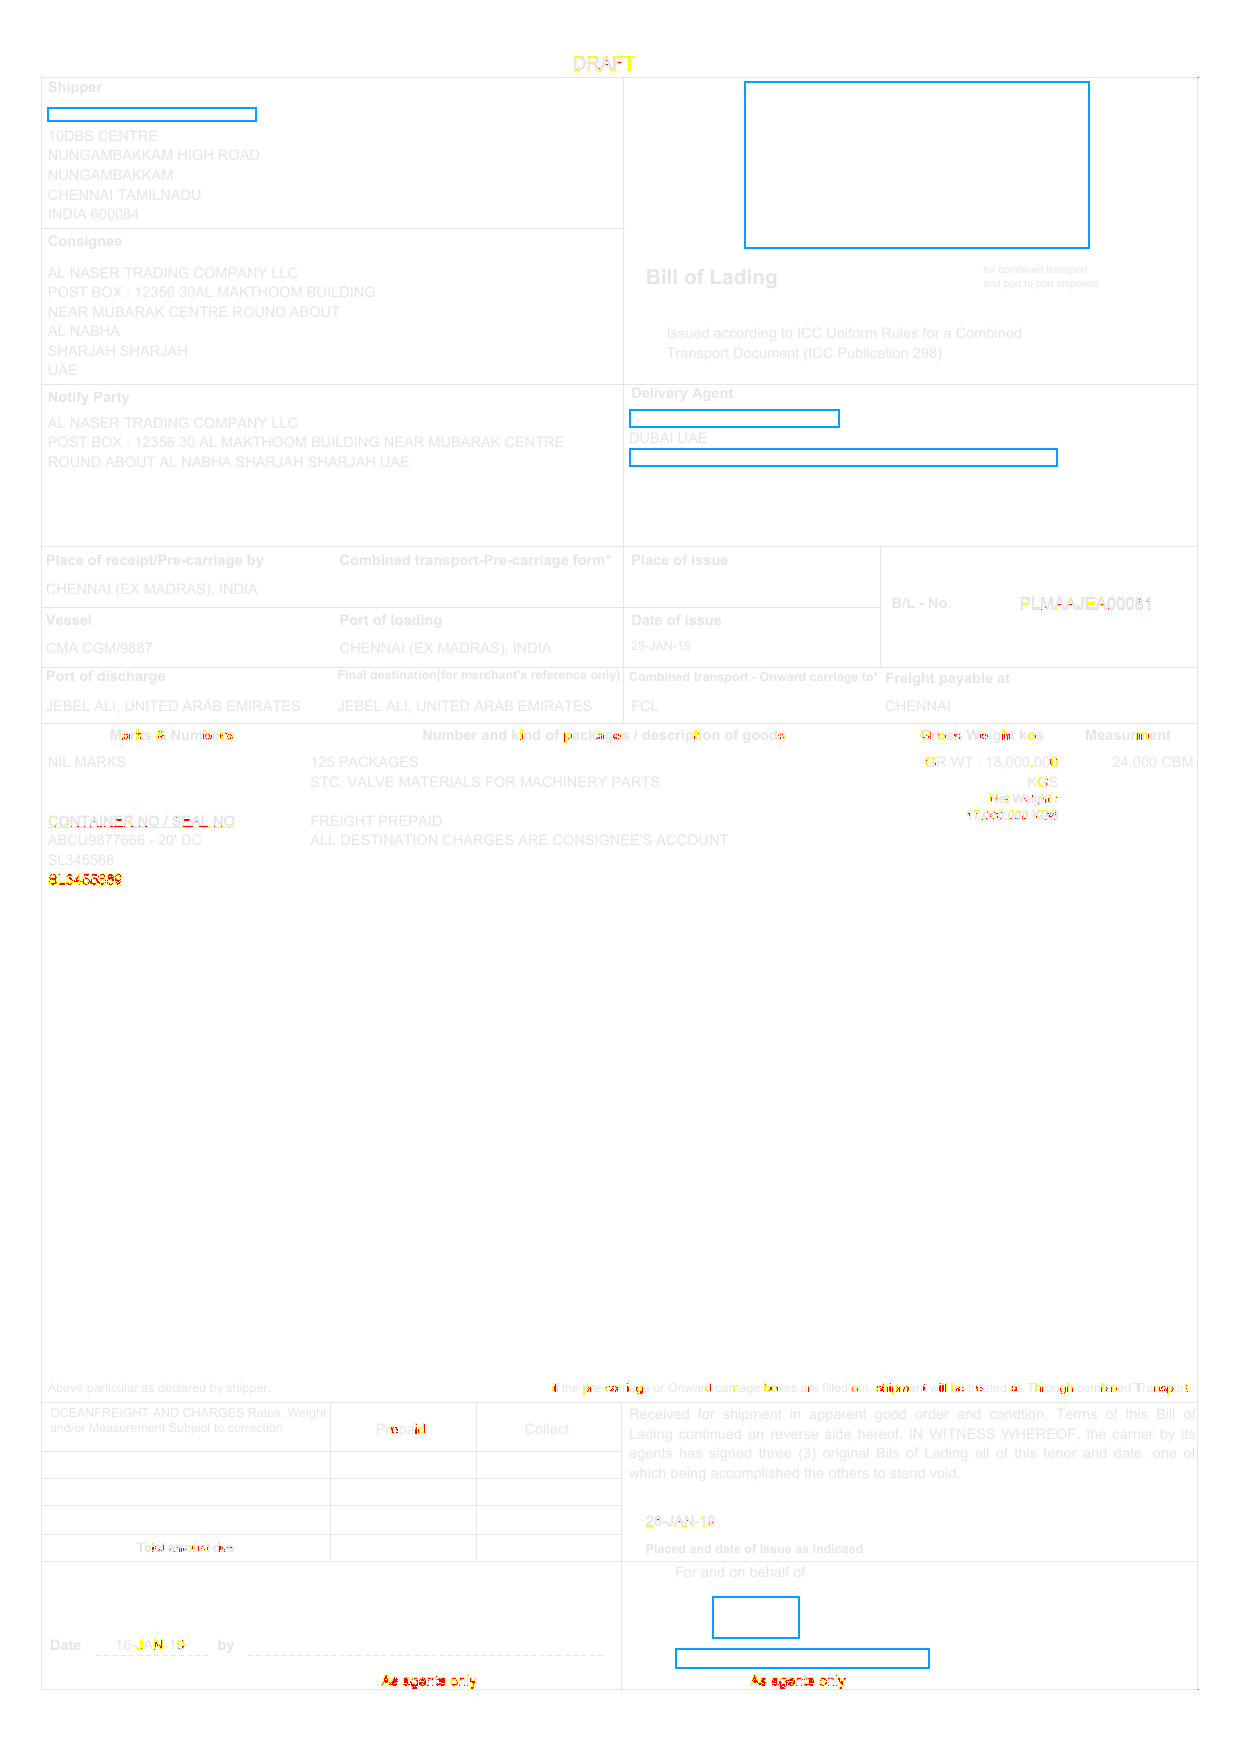 DRAFT
Shipper
10DBS CENTRE
NUNGAMBAKKAM HIGH ROAD
NUNGAMBAKKAM
CHENNAI TAMILNADU
INDIA 600084
Consignee
AL NASER TRADING COMPANY LLC
POST BOX : 12356 30AL MAKTHOOM BUILDING
NEAR MUBARAK CENTRE ROUND ABOUT
AL NABHA
SHARJAH SHARJAH
UAE
Bill of Lading
for combined transport
and port to port shipment
Issued according to ICC Uniform Rules for a Combined
Transport Document (ICC Publication 298)
Notify Party
AL NASER TRADING COMPANY LLC
POST BOX : 12356 30 AL MAKTHOOM BUILDING NEAR MUBARAK CENTRE
ROUND ABOUT AL NABHA SHARJAH SHARJAH UAE
Delivery Agent
DUBAI UAE
Place of receipt/Pre-carriage by
CHENNAI (EX MADRAS), INDIA
Combined transport-Pre-carriage form*
Place of issue
B/L - No.
Vessel
CMA CGM/9887
Port of loading
CHENNAI (EX MADRAS), INDIA
Date of issue
28-JAN-19
Port of discharge
JEBEL ALI, UNITED ARAB EMIRATES
Final destination(for merchant's reference only)
JEBEL ALI, UNITED ARAB EMIRATES
Combined transport - Onward carriage to*
FCL
Freight payable at
CHENNAI
Marks & Numbers Number and kind of packages / description of goods Gross Weight kgs Measurment
NIL MARKS 125 PACKAGES GR.WT : 18,000.000 24.000 CBM
STC: VALVE MATERIALS FOR MACHINERY PARTS KGS
Net Weight :
17,000.000 KGS
CONTAINER NO / SEAL NO FREIGHT PREPAID
ABCU9877666 - 20' DC ALL DESTINATION CHARGES ARE CONSIGNEE'S ACCOUNT
SL345566
Above particular as declared by shipper.
If the pre-carriage or Onward carriage boxes are filled out, shipment will be treated as Through combined Transport.
OCEANFREIGHT AND CHARGES Rates, Weight
and/or Measurement Subject to correction
Prepaid
Collect
Received for shipment in apparent good order and condtion. Terms of this Bill of
Lading continued on reverse side hereof. IN WITNESS WHEREOF, the carrier by its
agents has signed three (3) original Bils of Lading all of this tenor and date. one of
which being accomplished the others to stand void.
Total amount due
Placed and date of issue as indicaed
For and on behalf of
Date 16-JAN-19 by
As agents only
As agents only